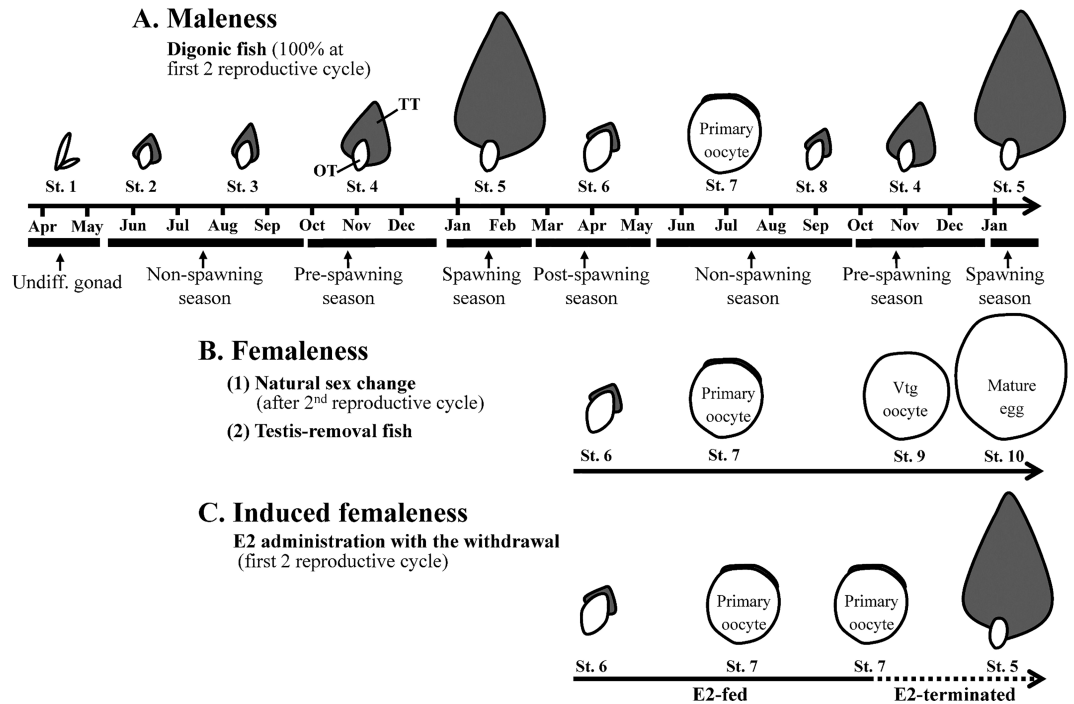 A. Maleness
Digonic fish (100% at
first 2 reproductive cycle)
TT
OT
Primary
oocyte
St. 1 St. 2 St. 3 St. 4 St. 5 St. 6 St. 7 St. 8 St. 4 St. 5
Apr May Jun Jul Aug Sep Oct Nov Dec Jan Feb Mar Apr May Jun Jul Aug Sep Oct Nov Dec Jan
Undiff. gonad
Non-spawning
season
Pre-spawning
season
Spawning
season
Post-spawning
season
Non-spawning
season
Pre-spawning
season
Spawning
season
B. Femaleness
(1) Natural sex change
(after 2nd reproductive cycle)
(2) Testis-removal fish
Primary
oocyte
Vtg
oocyte
Mature
egg
St. 6 St. 7 St. 9 St. 10
C. Induced femaleness
E2 administration with the withdrawal
(first 2 reproductive cycle)
Primary
oocyte
Primary
oocyte
St. 6 St. 7 St. 7 St. 5
E2-fed E2-terminated